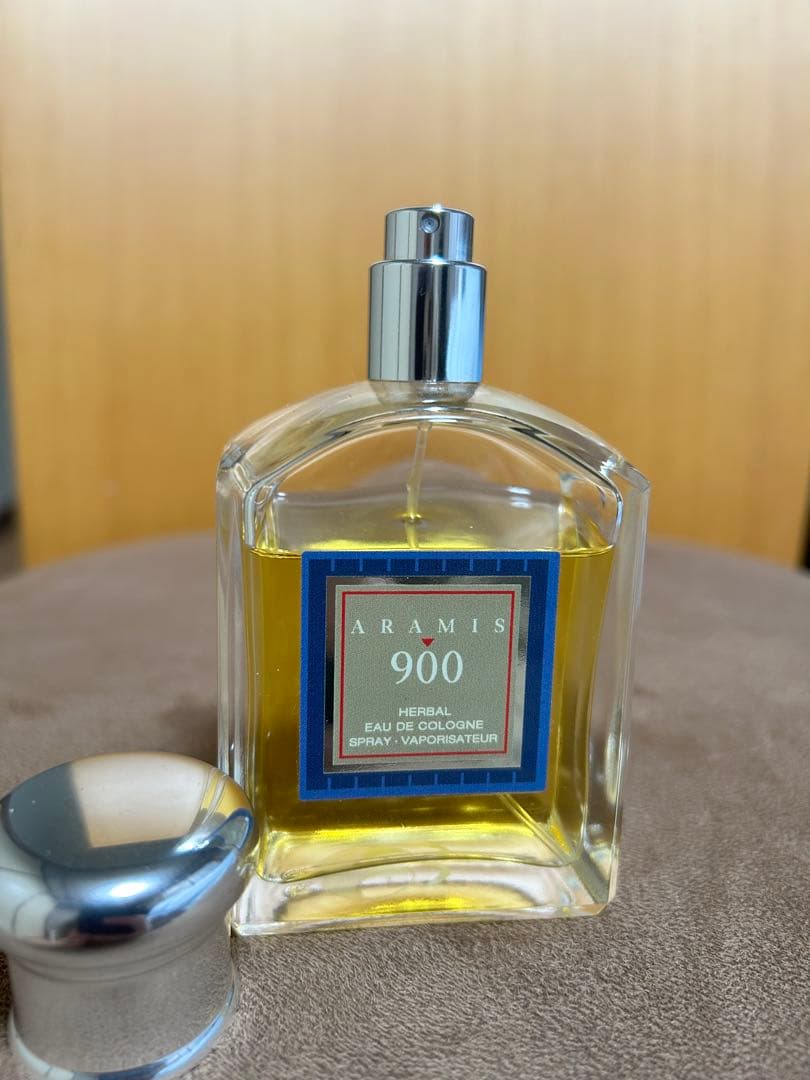 ARAMIS
900
HERBAL
EAU DE COLOGNE
SPRAY · VAPORISATEUR